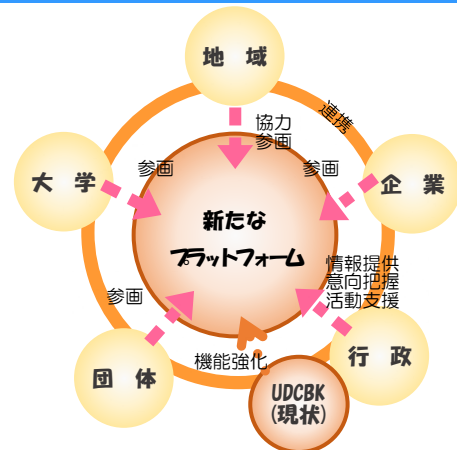 地 域
連携
協力
参画
大 学
参画
参画
企 業
新たな
プラットフォーム
参画
情報提供
意向把握
活動支援
団 体
機能強化
行 政
UDCBK
(現状)